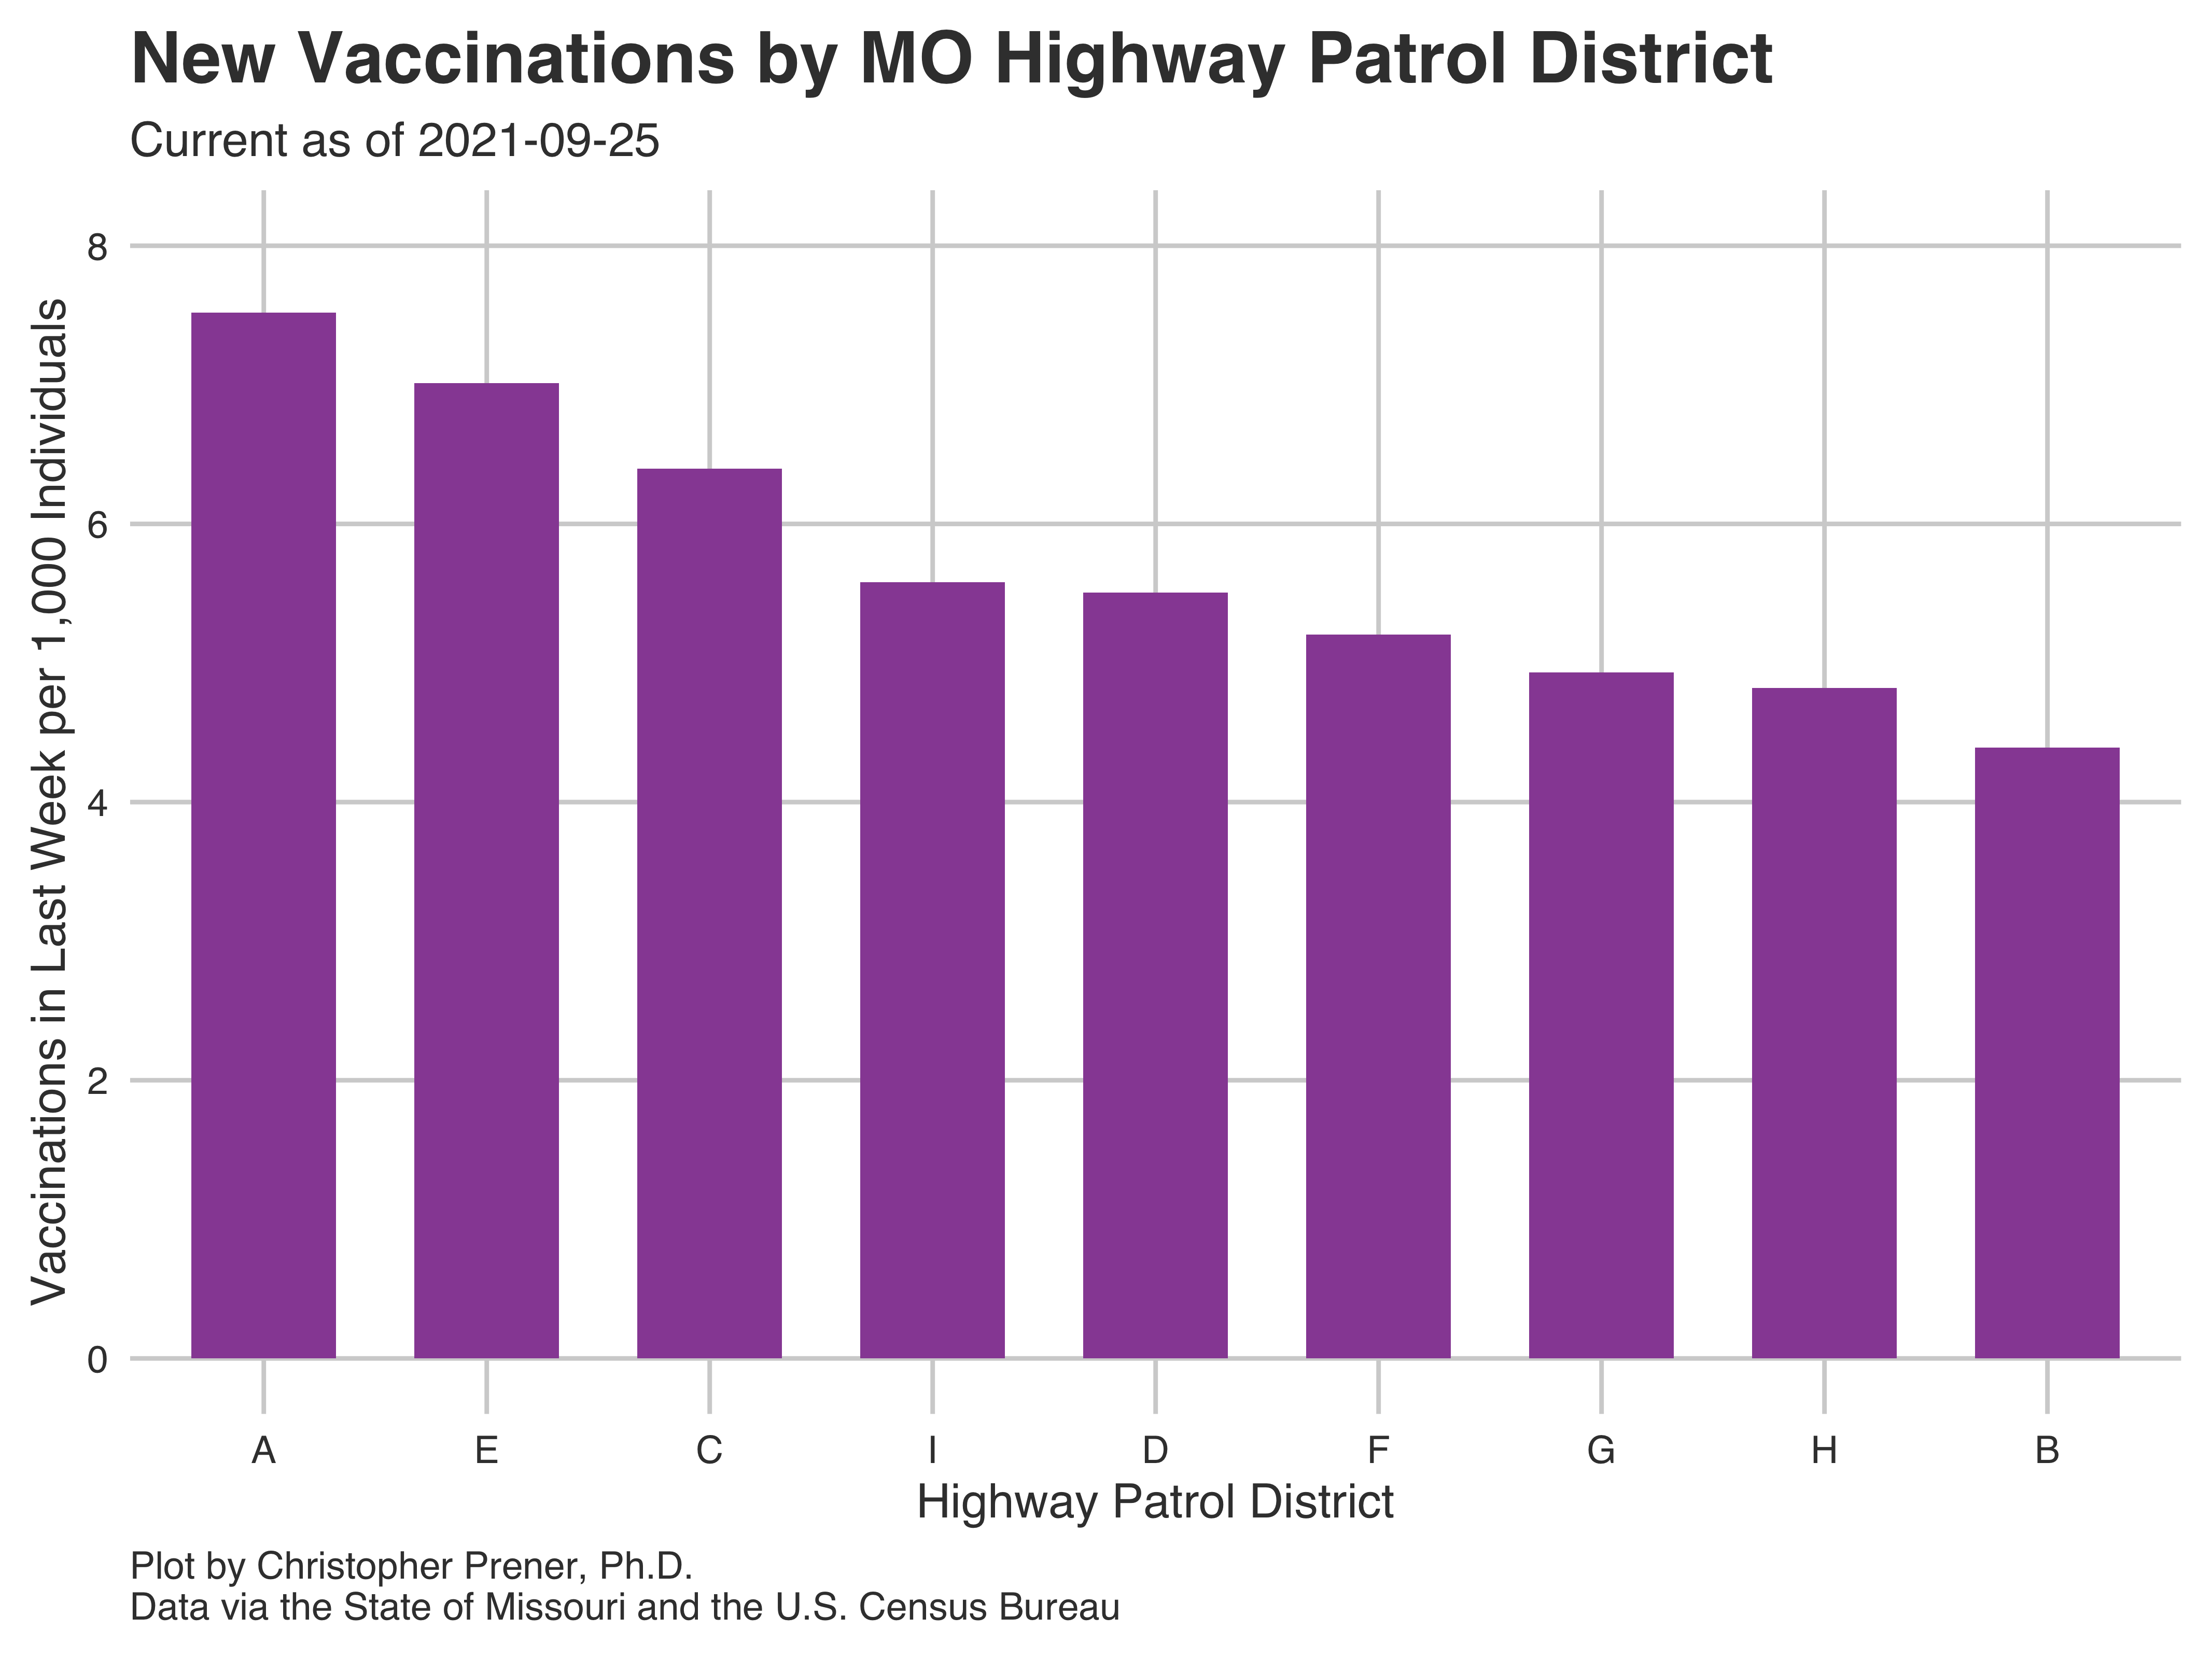 New Vaccinations by MO Highway Patrol District
Current as of 2021-09-25
Vaccinations in Last Week per 1,000 Individuals
8
6
4
2
0
A E C I D F G H B
Highway Patrol District
Plot by Christopher Prener, Ph.D.
Data via the State of Missouri and the U.S. Census Bureau